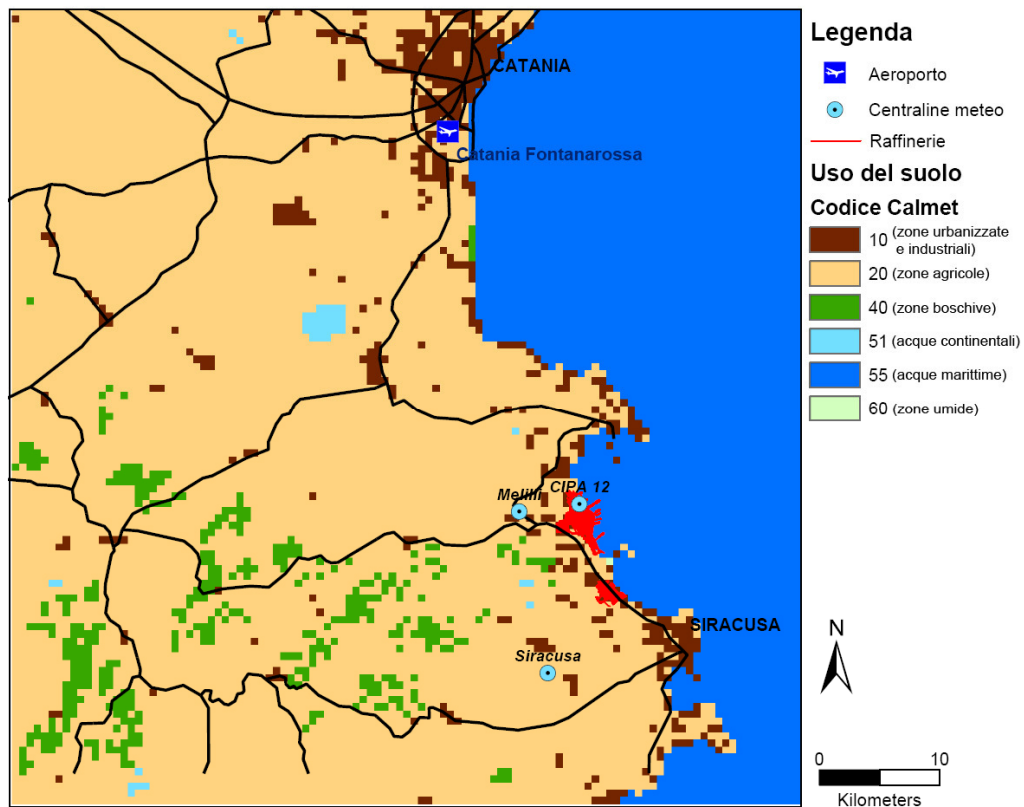 CATANIA
Catania Fontanarossa
Melilli
CIPA 12
SIRACUSA
Siracusa
Legenda
Aeroporto
Centraline meteo
Raffinerie
Uso del suolo
Codice Calmet
10 (zone urbanizzate
e industriali)
20 (zone agricole)
40 (zone boschive)
51 (acque continentali)
55 (acque marittime)
60 (zone umide)
N
0 10
Kilometers